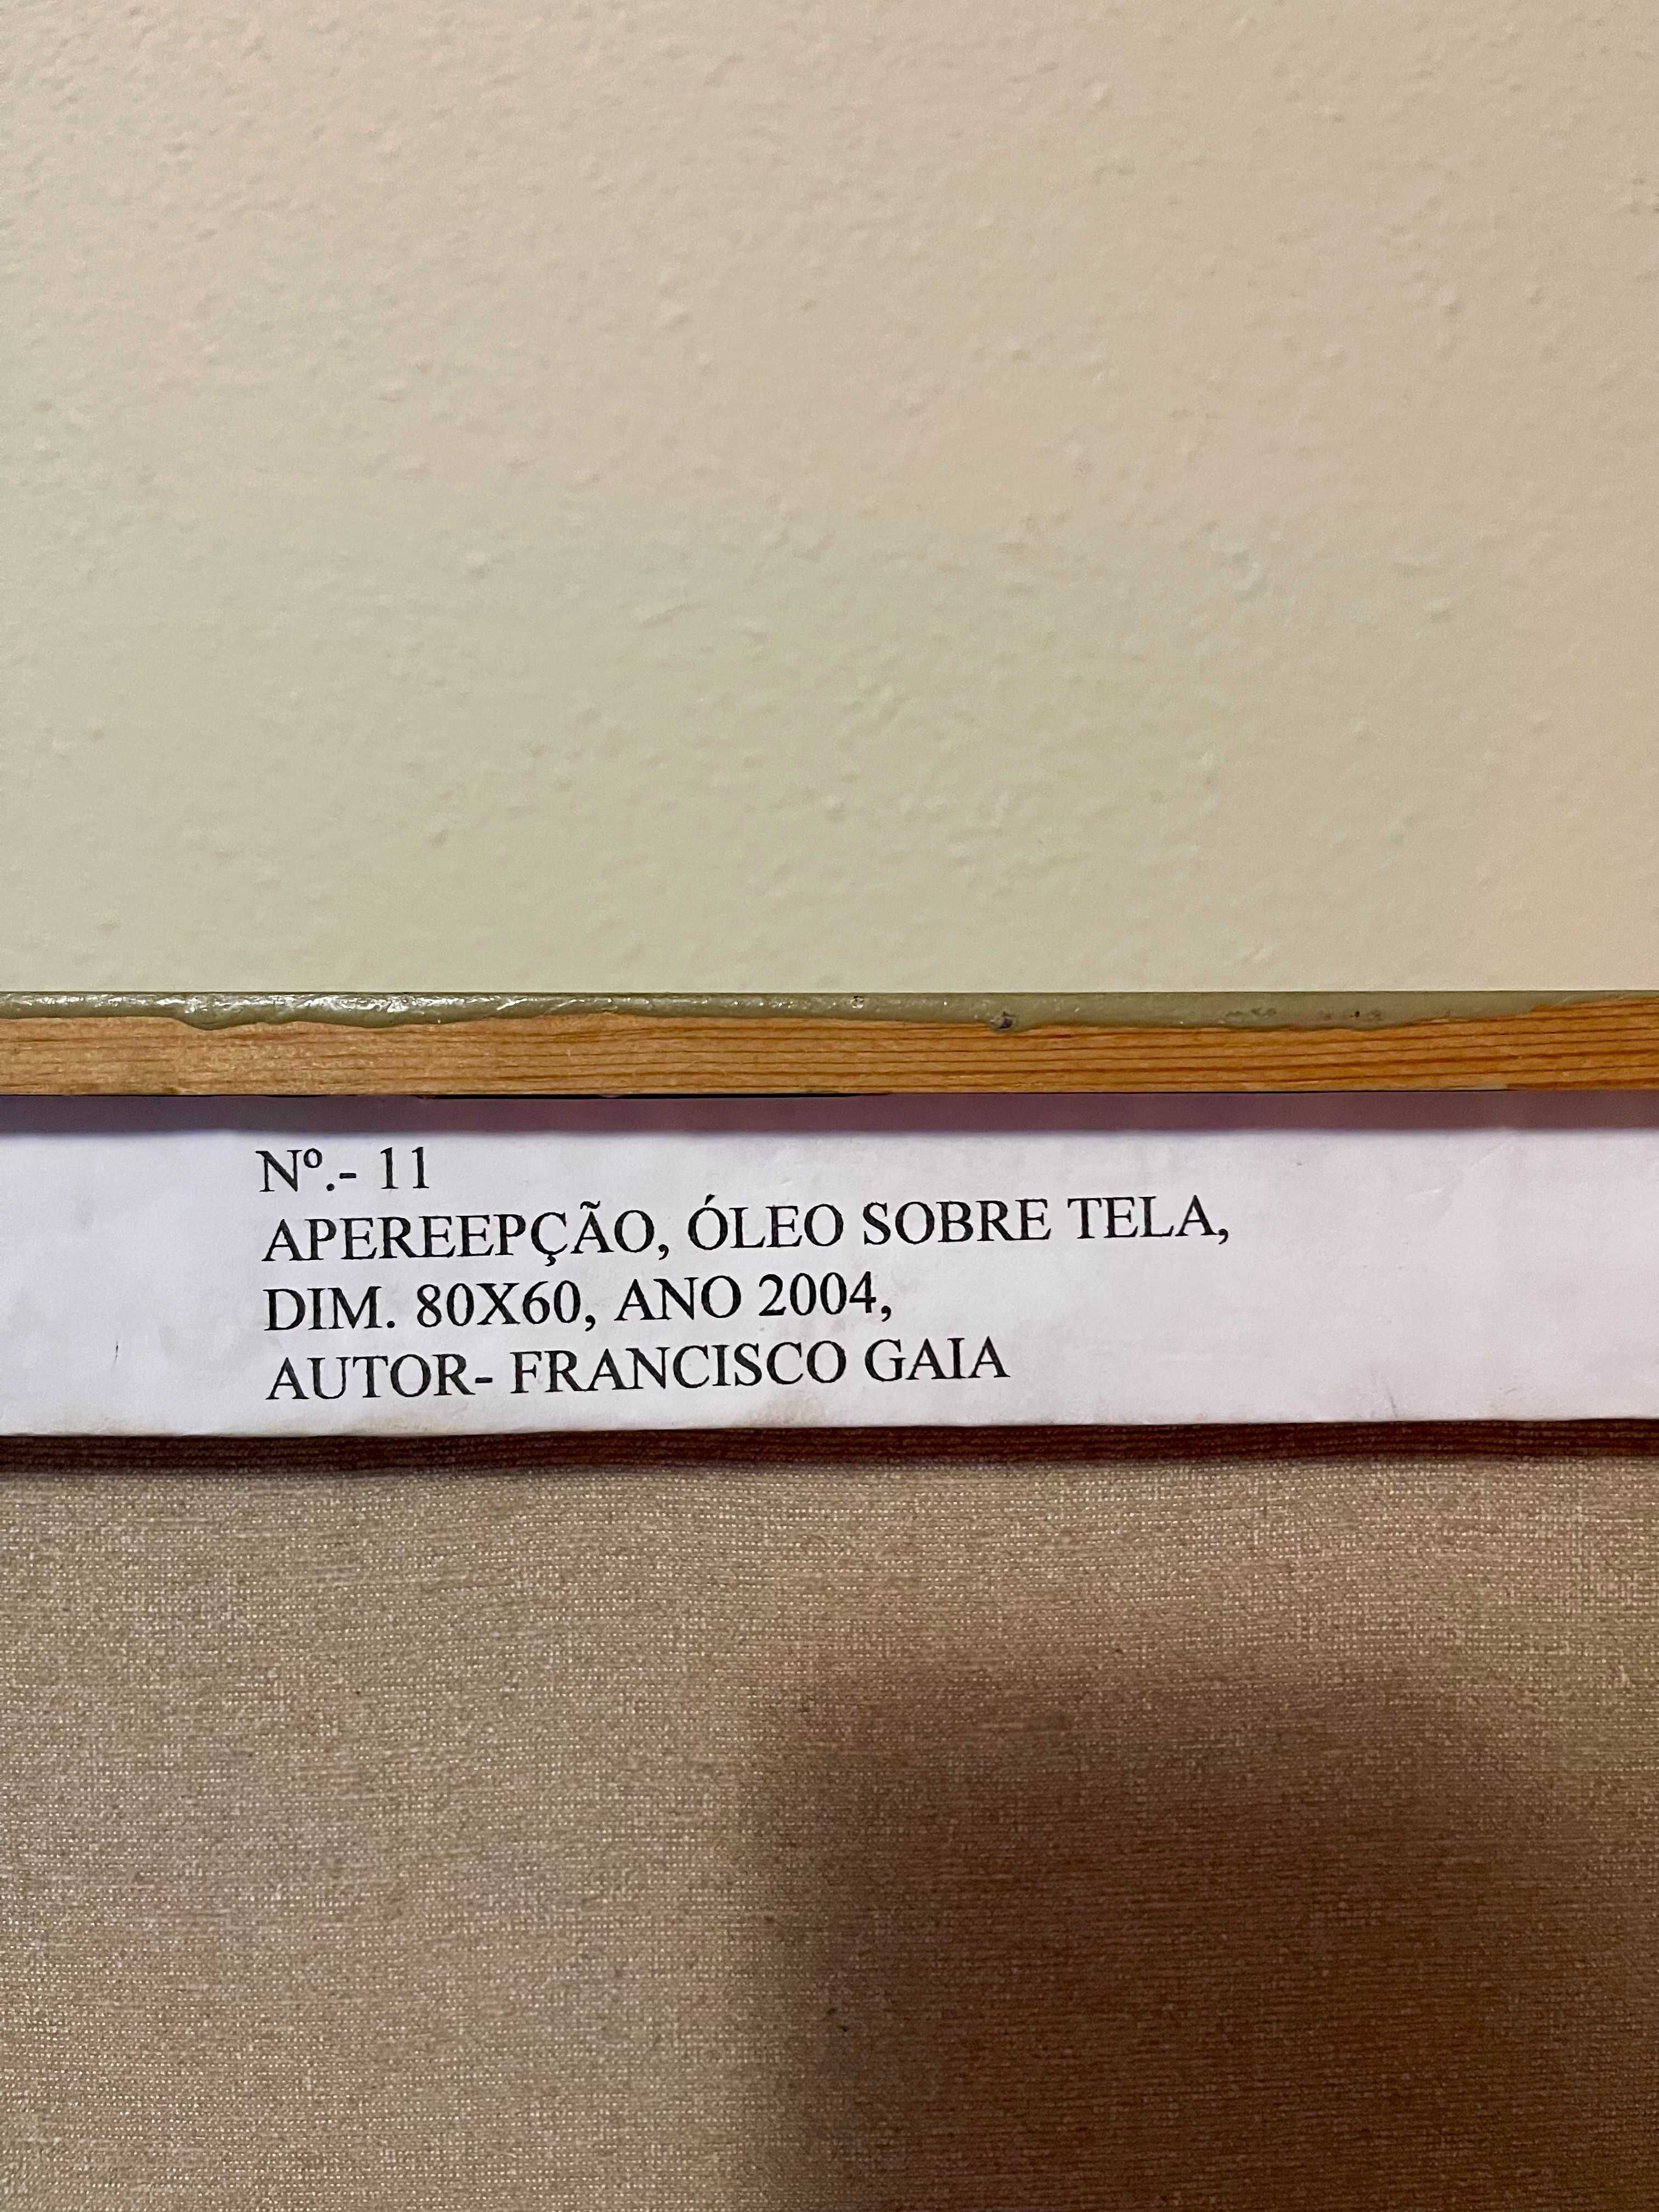 Nº.- 11
APEREEPÇÃO, ÓLEO SOBRE TELA,
DIM. 80X60, ANO 2004,
AUTOR- FRANCISCO GAIA